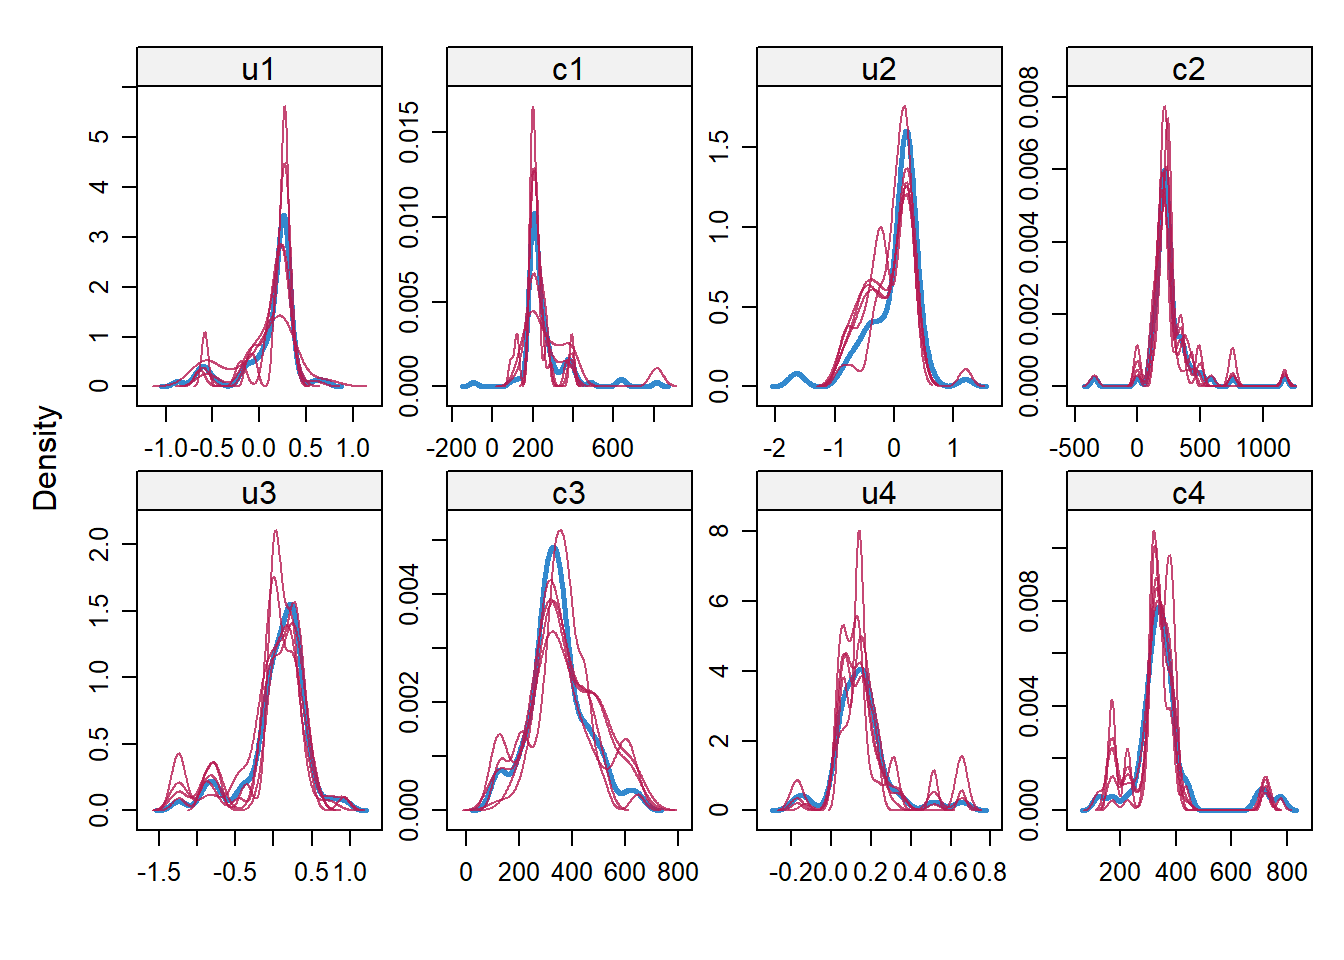 Density
u1
c1
u2
c2
0 1 2 3 4 5
0.000 0.005 0.010 0.015
0.0 0.5 1.0 1.5
0.000 0.002 0.004 0.006 0.008
-1.0 -0.5 0.0 0.5 1.0
-200 0 200 600
-2 -1 0 1
-500 0 500 1000
u3
c3
u4
c4
0.0 0.5 1.0 1.5 2.0
0.000 0.002 0.004
0 2 4 6 8
0.000 0.004 0.008
-1.5 -0.5 0.5 1.0
0 200 400 600 800
-0.2 0.0 0.2 0.4 0.6 0.8
200 400 600 800